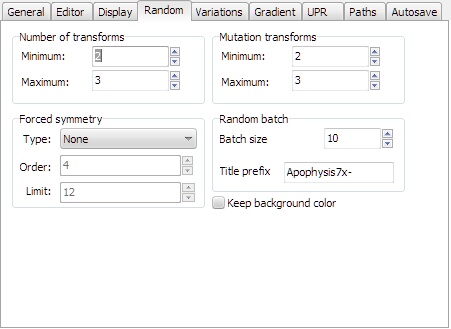 General Editor Display Random Variations Gradient UPR Paths Autosave
Number of transforms
Minimum: 2
Maximum: 3
Mutation transforms
Minimum: 2
Maximum: 3
Forced symmetry
Type: None
Order: 4
Limit: 12
Random batch
Batch size 10
Title prefix Apophysis7x-
Keep background color